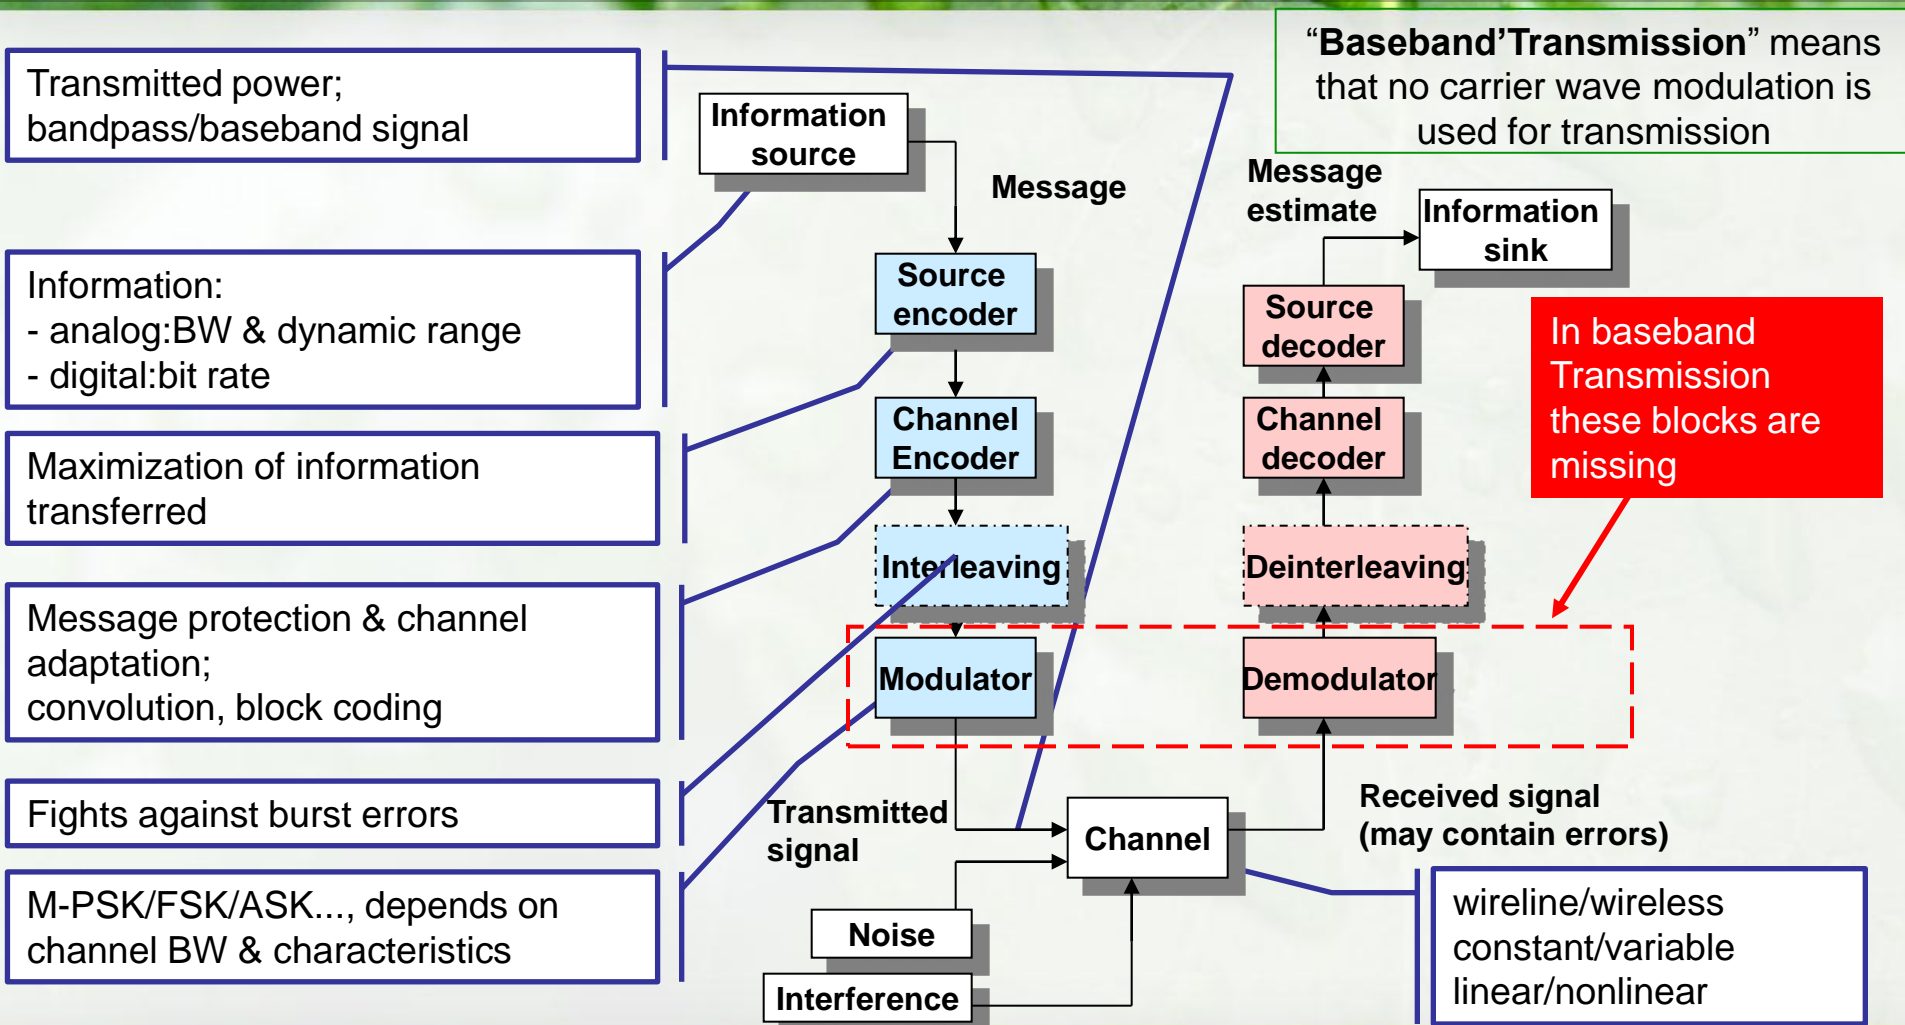 Transmitted power;
bandpass/baseband signal
Information:
- analog:BW & dynamic range
- digital:bit rate
Maximization of information
transferred
Message protection & channel
adaptation;
convolution, block coding
Fights against burst errors
M-PSK/FSK/ASK..., depends on
channel BW & characteristics
Information
source
Message
Source
encoder
Channel
Encoder
Interleaving
Modulator
Transmitted
signal
Noise
Interference
Channel
“Baseband’Transmission” means
that no carrier wave modulation is
used for transmission
Message
estimate
Information
sink
Source
decoder
Channel
decoder
Deinterleaving
Demodulator
In baseband
Transmission
these blocks are
missing
Received signal
(may contain errors)
wireline/wireless
constant/variable
linear/nonlinear